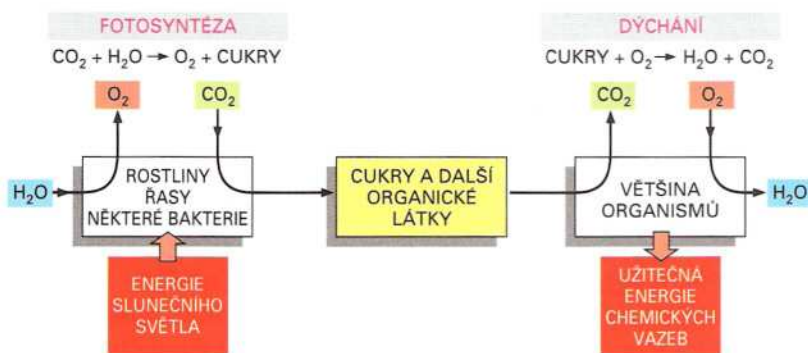 FOTOSYNTÉZA
CO₂ + H₂O → O₂ + CUKRY
O₂
CO₂
H₂O
ROSTLINY
ŘASY
NĚKTERÉ BAKTERIE
ENERGIE
SLUNEČNÍHO
SVĚTLA
CUKRY A DALŠÍ
ORGANICKÉ
LÁTKY
DÝCHÁNÍ
CUKRY + O₂ → H₂O + CO₂
CO₂
O₂
VĚTŠINA
ORGANISMŮ
H₂O
UŽITEČNÁ
ENERGIE
CHEMICKÝCH
VAZEB